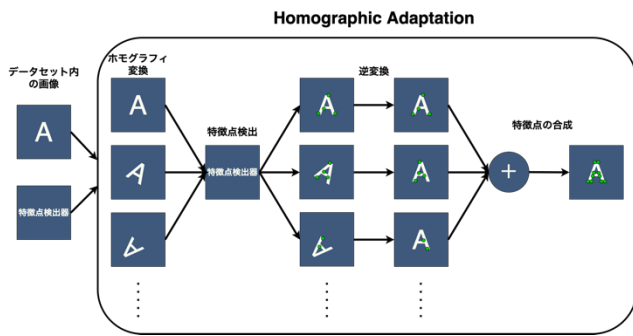 Homographic Adaptation
データセット内
の画像
A
特徴点検出器
ホモグラフィ
変換
A
A
A
特徴点検出
特徴点検出器
逆変換
A
A
A
A
A
A
特徴点の合成
+
A